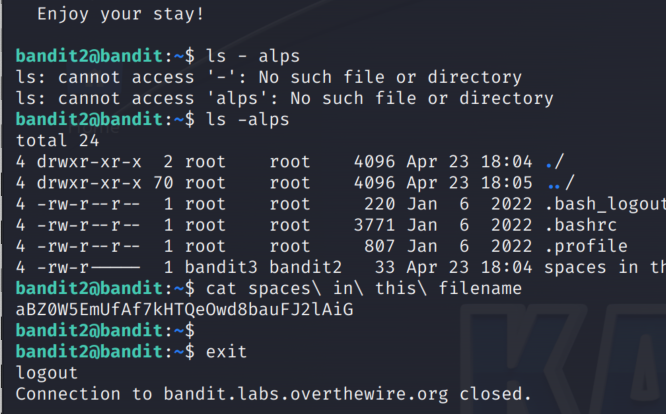 Enjoy your stay!
bandit2@bandit:~$ ls - alps
ls: cannot access '-': No such file or directory
ls: cannot access 'alps': No such file or directory
bandit2@bandit:~$ ls -alps
total 24
4 drwxr-xr-x  2 root    root    4096 Apr 23 18:04 ./
4 drwxr-xr-x 70 root    root    4096 Apr 23 18:05 ../
4 -rw-r--r--  1 root    root     220 Jan  6  2022 .bash_logout
4 -rw-r--r--  1 root    root    3771 Jan  6  2022 .bashrc
4 -rw-r--r--  1 root    root     807 Jan  6  2022 .profile
4 -rw-r-----  1 bandit3 bandit2   33 Apr 23 18:04 spaces in th
bandit2@bandit:~$ cat spaces\ in\ this\ filename
aBZ0W5EmUfAf7kHTQeOwd8bauFJ2lAiG
bandit2@bandit:~$
bandit2@bandit:~$ exit
logout
Connection to bandit.labs.overthewire.org closed.